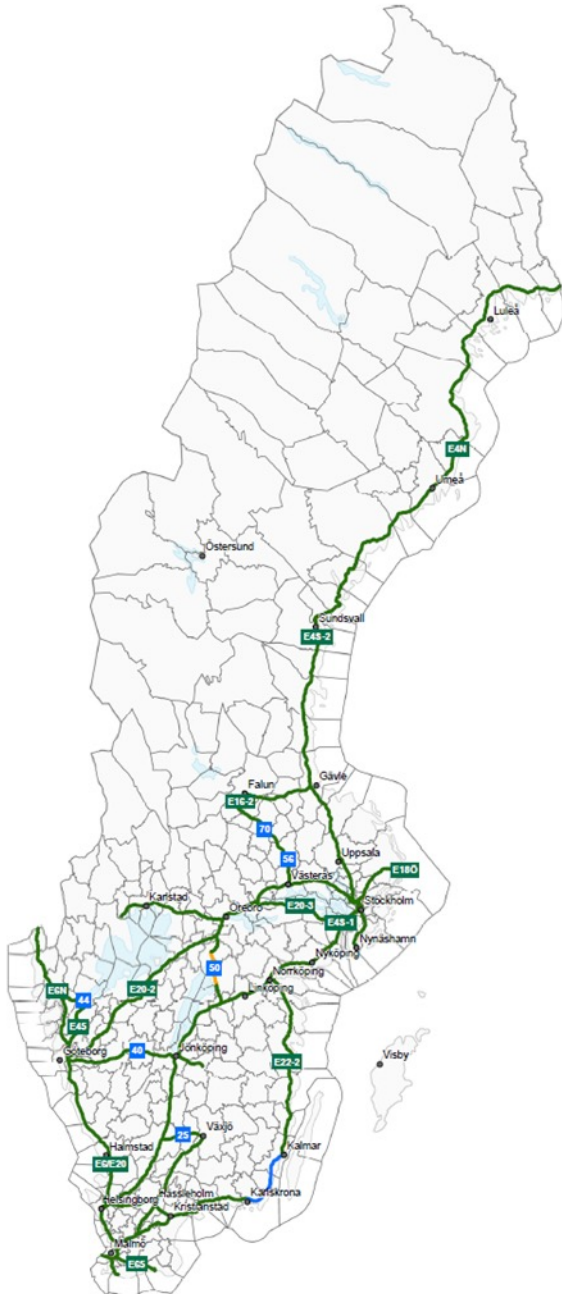 Luleå
E4N
Umeå
Östersund
Sundsvall
E4S-2
Gävle
Falun
E16-2
70
56
Uppsala
Västerås
E18Ö
Karlstad
Örebro
E20-3
Stockholm
E4S-1
Nynäshamn
Nyköping
Norrköping
50
44
E6N
E20-2
Linköping
E45
Göteborg
40
Jönköping
E22-2
Visby
25
Växjö
Halmstad
E6/E20
Kalmar
Hässleholm
Helsingborg
Karlskrona
Kristianstad
Malmö
E65